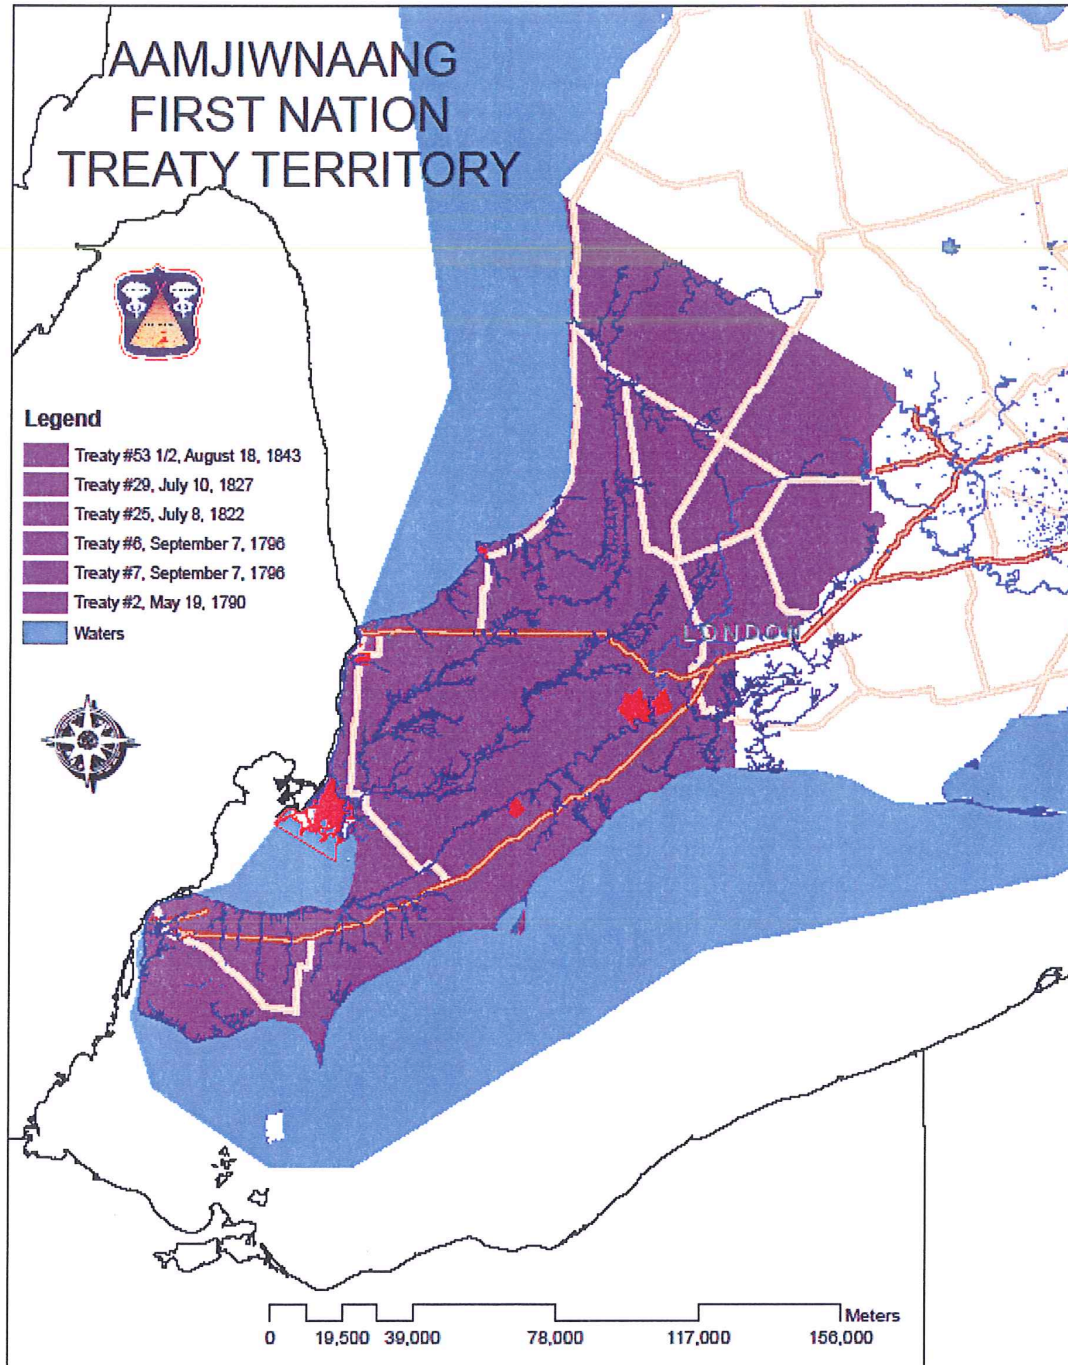 AAMJIWNAANG
FIRST NATION
TREATY TERRITORY
Legend
Treaty #53 1/2, August 18, 1843
Treaty #29, July 10, 1827
Treaty #25, July 8, 1822
Treaty #6, September 7, 1796
Treaty #7, September 7, 1796
Treaty #2, May 19, 1790
Waters
LONDON
Meters
0 19,500 39,000 78,000 117,000 156,000